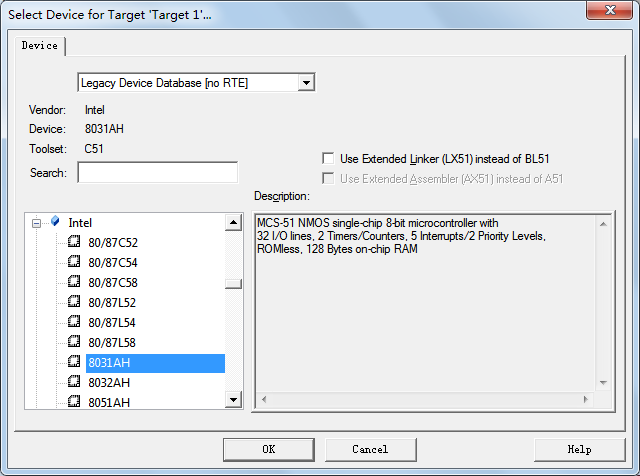 Select Device for Target 'Target 1'...
Device
Legacy Device Database [no RTE]
Vendor: Intel
Device: 8031AH
Toolset: C51
Search:
Use Extended Linker (LX51) instead of BL51
Use Extended Assembler (AX51) instead of A51
Description:
Intel
80/87C52
80/87C54
80/87C58
80/87L52
80/87L54
80/87L58
8031AH
8032AH
8051AH
MCS-51 NMOS single-chip 8-bit microcontroller with
32 I/O lines, 2 Timers/Counters, 5 Interrupts/2 Priority Levels,
ROMless, 128 Bytes on-chip RAM
OK
Cancel
Help